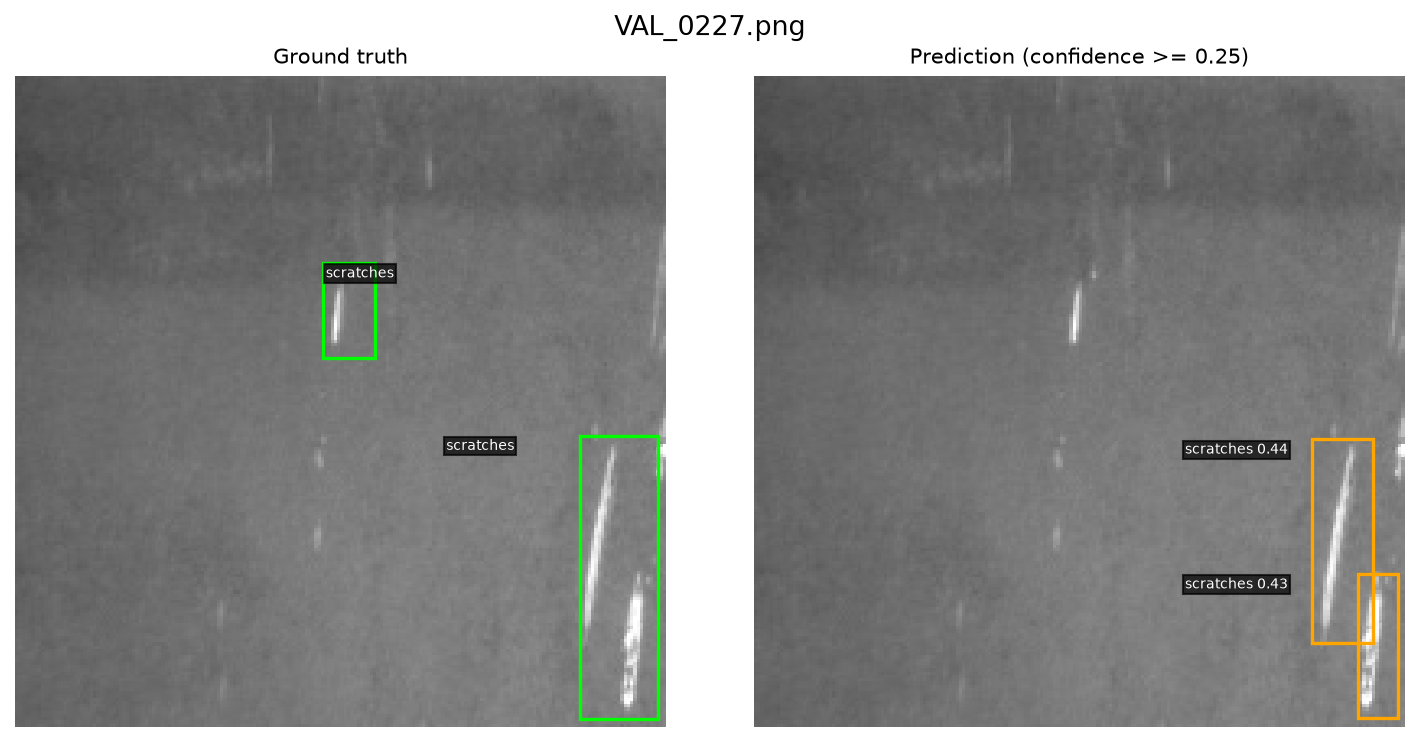 VAL_0227.png
Ground truth
Prediction (confidence >= 0.25)
scratches
scratches
scratches 0.44
scratches 0.43